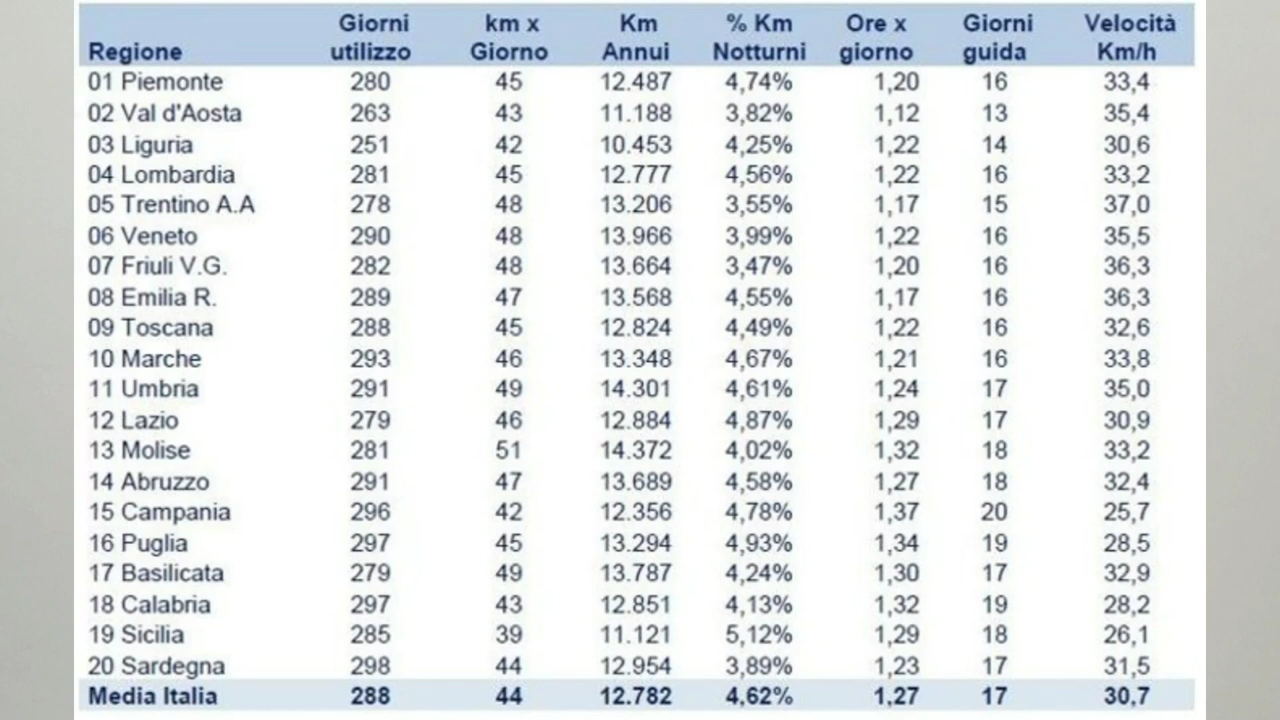 Regione Giorni utilizzo km x Giorno Km Annui % Km Notturni Ore x giorno Giorni guida Velocità Km/h
01 Piemonte 280 45 12.487 4,74% 1,20 16 33,4
02 Val d'Aosta 263 43 11.188 3,82% 1,12 13 35,4
03 Liguria 251 42 10.453 4,25% 1,22 14 30,6
04 Lombardia 281 45 12.777 4,56% 1,22 16 33,2
05 Trentino A.A 278 48 13.206 3,55% 1,17 15 37,0
06 Veneto 290 48 13.966 3,99% 1,22 16 35,5
07 Friuli V.G. 282 48 13.664 3,47% 1,20 16 36,3
08 Emilia R. 289 47 13.568 4,55% 1,17 16 36,3
09 Toscana 288 45 12.824 4,49% 1,22 16 32,6
10 Marche 293 46 13.348 4,67% 1,21 16 33,8
11 Umbria 291 49 14.301 4,61% 1,24 17 35,0
12 Lazio 279 46 12.884 4,87% 1,29 17 30,9
13 Molise 281 51 14.372 4,02% 1,32 18 33,2
14 Abruzzo 291 47 13.689 4,58% 1,27 18 32,4
15 Campania 296 42 12.356 4,78% 1,37 20 25,7
16 Puglia 297 45 13.294 4,93% 1,34 19 28,5
17 Basilicata 279 49 13.787 4,24% 1,30 17 32,9
18 Calabria 297 43 12.851 4,13% 1,32 19 28,2
19 Sicilia 285 39 11.121 5,12% 1,29 18 26,1
20 Sardegna 298 44 12.954 3,89% 1,23 17 31,5
Media Italia 288 44 12.782 4,62% 1,27 17 30,7